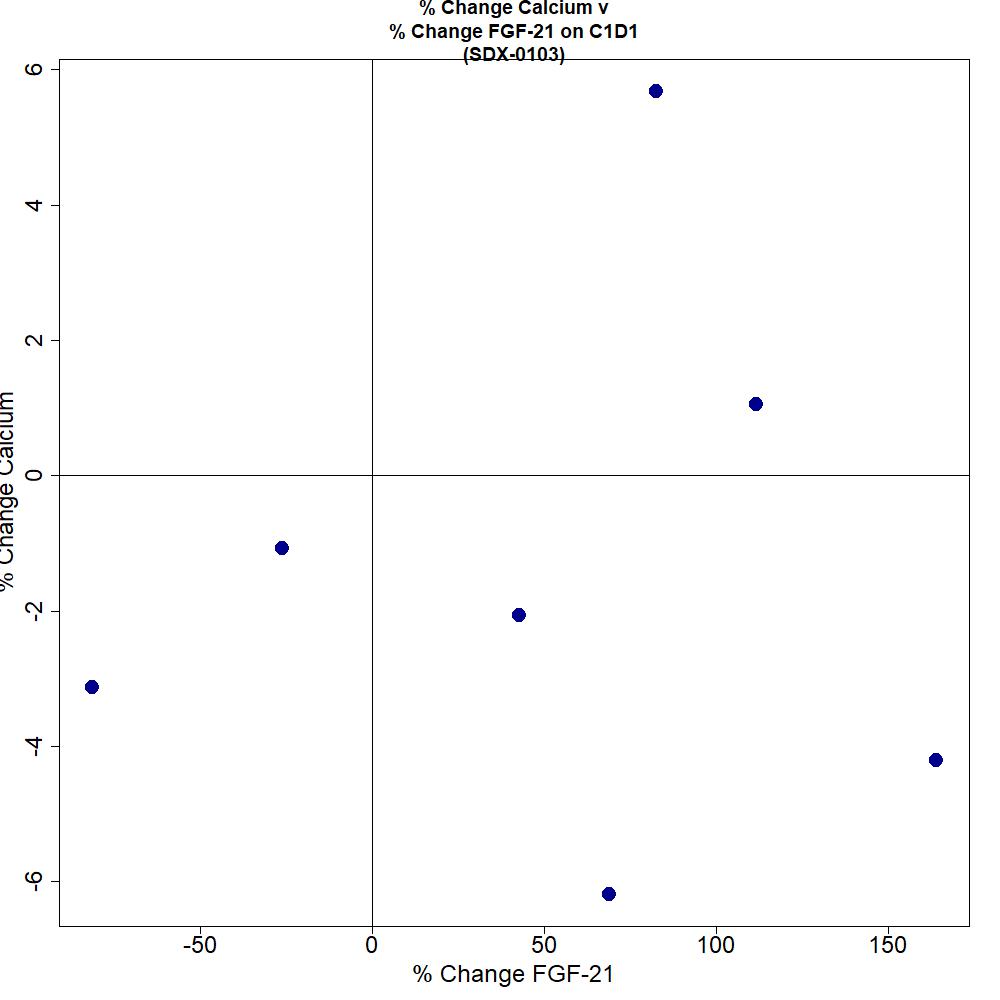 % Change Calcium v
% Change FGF-21 on C1D1
(SDX-0103)
6
4
2
0
-2
-4
-6
% Change Calcium
-50
0
50
100
150
% Change FGF-21